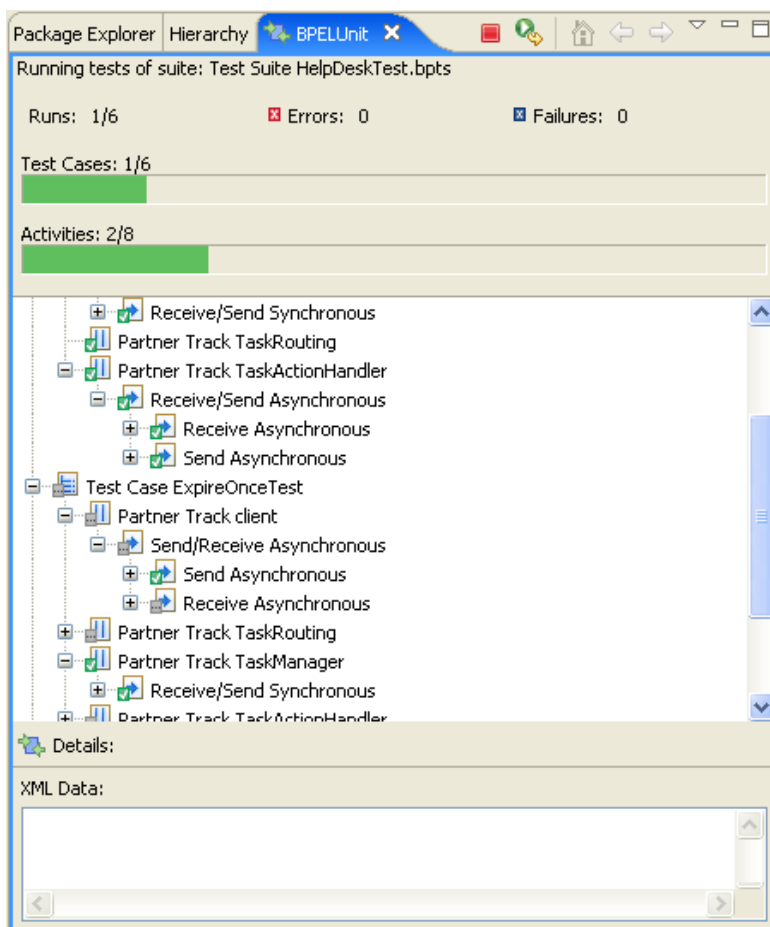 Package Explorer Hierarchy BPELUnit
Running tests of suite: Test Suite HelpDeskTest.bpts
Runs: 1/6 Errors: 0 Failures: 0
Test Cases: 1/6
Activities: 2/8
Receive/Send Synchronous
Partner Track TaskRouting
Partner Track TaskActionHandler
Receive/Send Asynchronous
Receive Asynchronous
Send Asynchronous
Test Case ExpireOnceTest
Partner Track client
Send/Receive Asynchronous
Send Asynchronous
Receive Asynchronous
Partner Track TaskRouting
Partner Track TaskManager
Receive/Send Synchronous
Partner Track TaskActionHandler
Details:
XML Data: